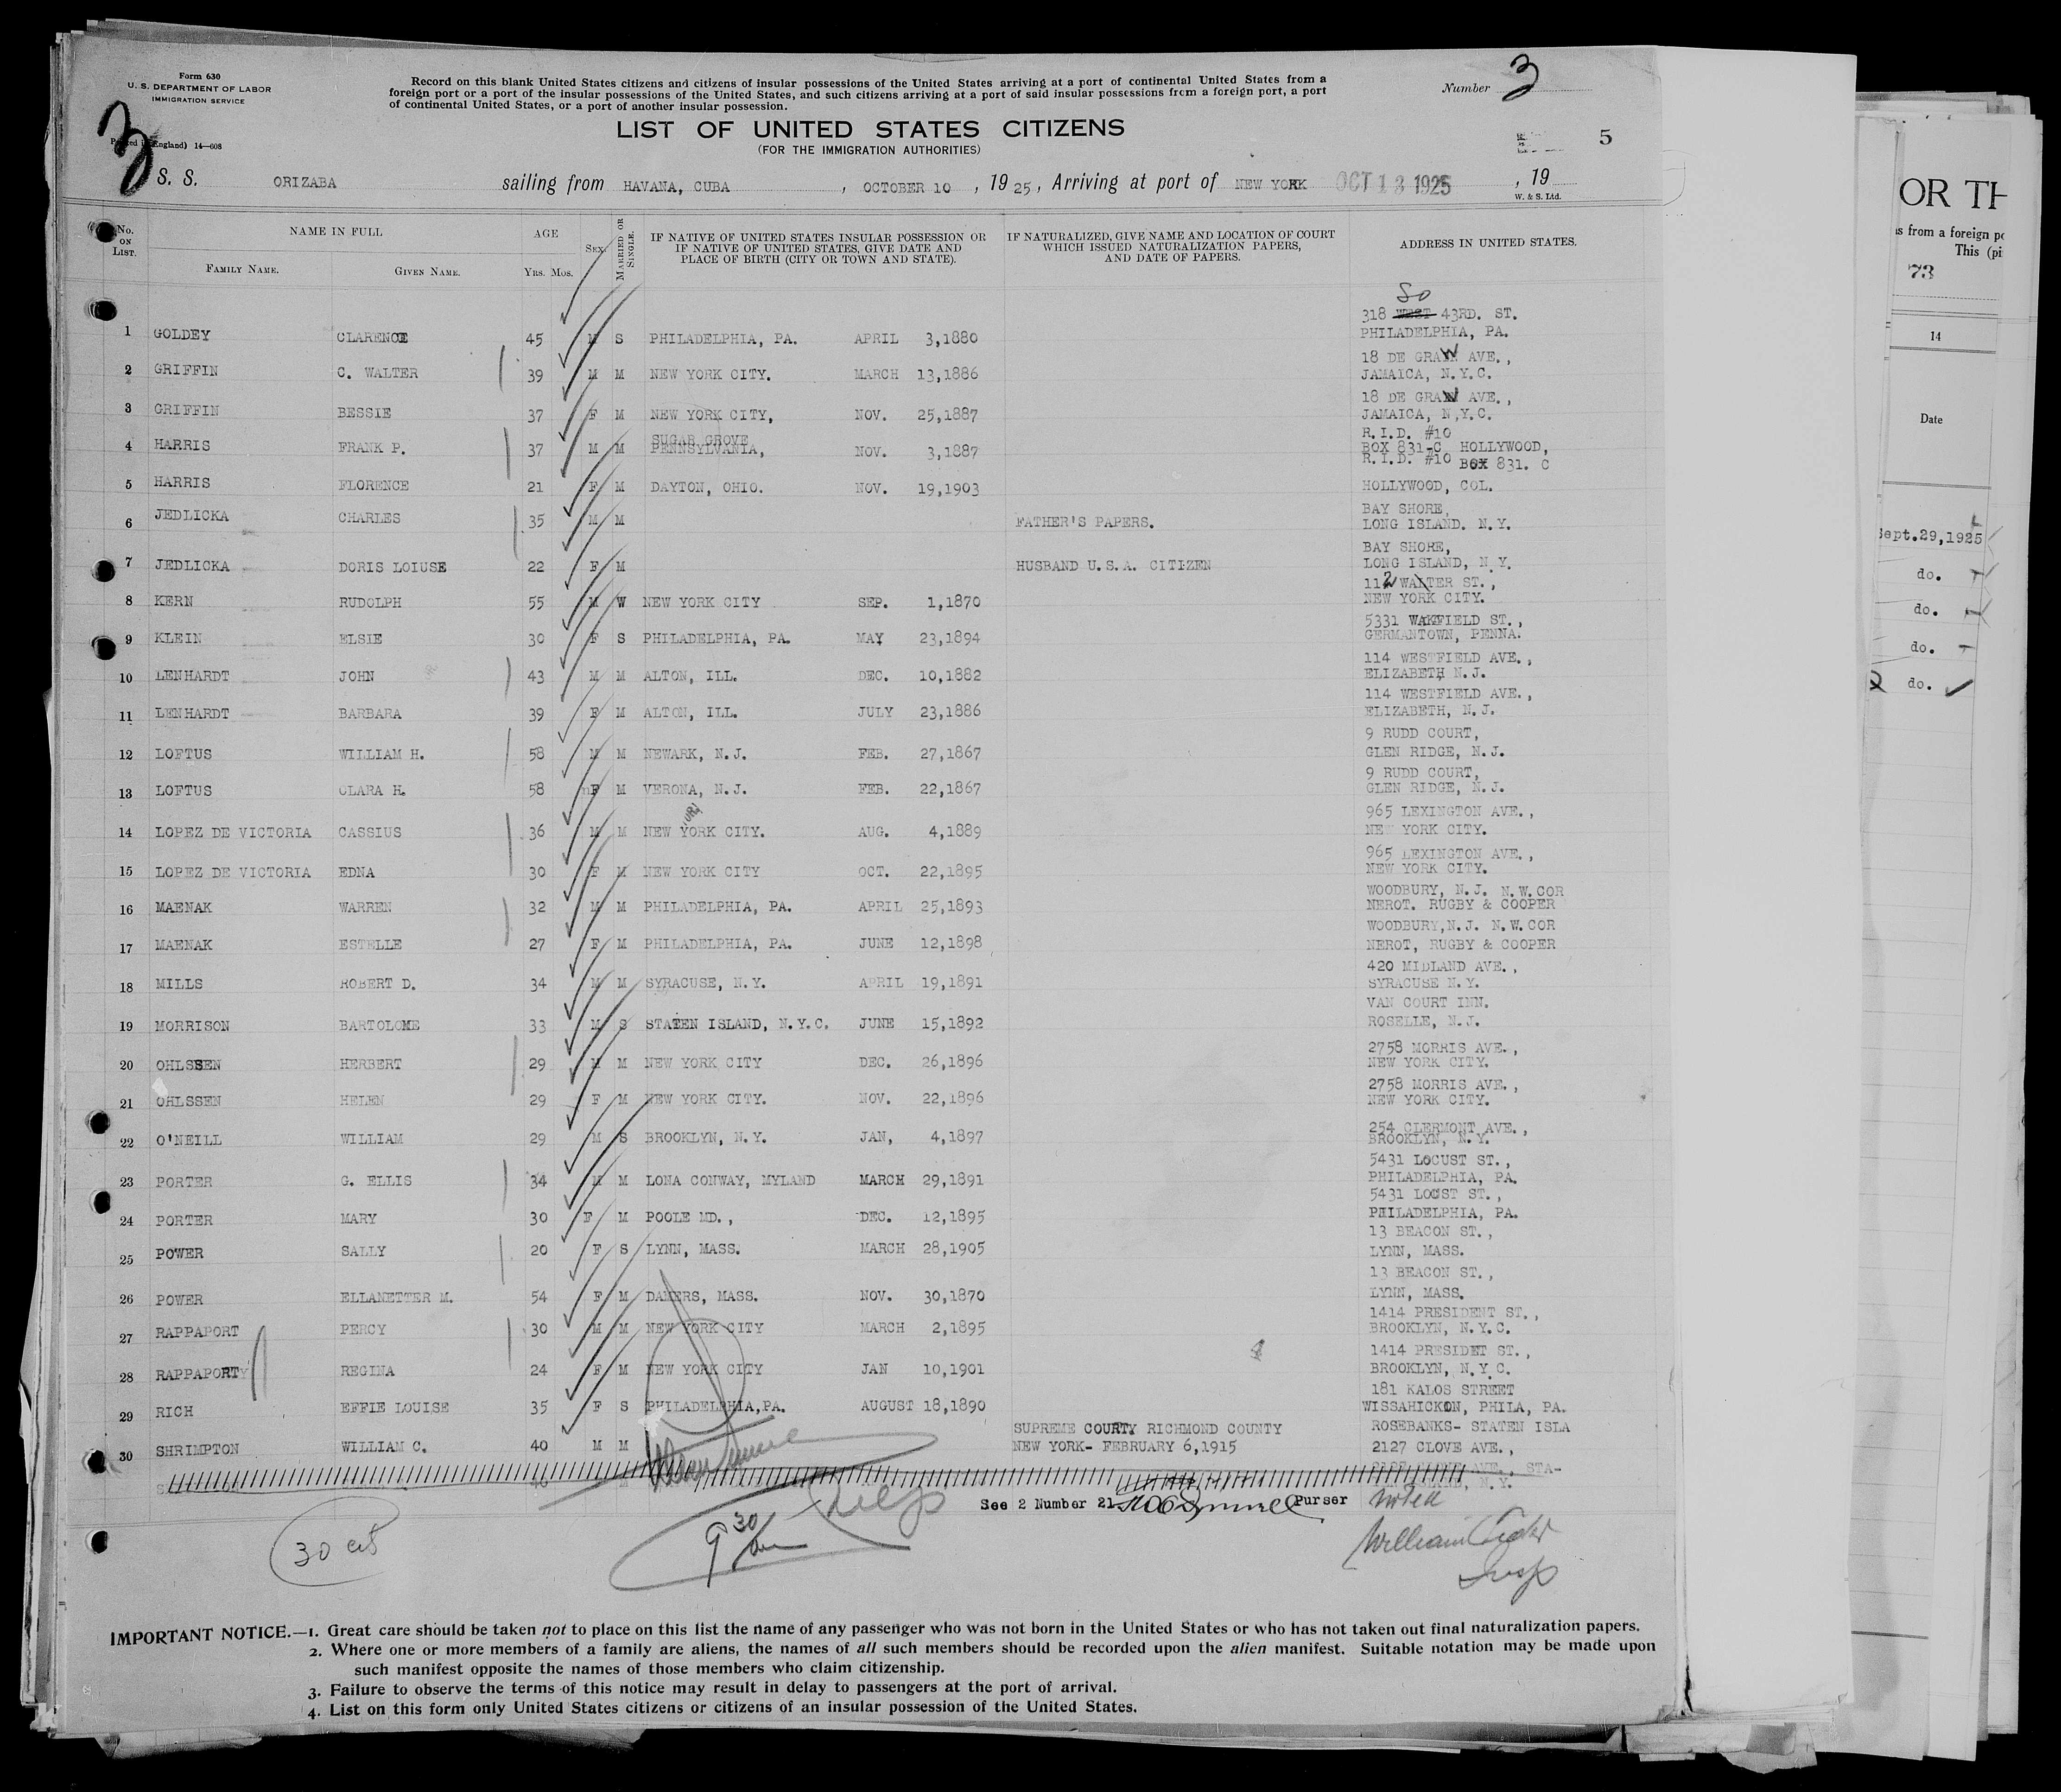 Form 630
U. S. DEPARTMENT OF LABOR
IMMIGRATION SERVICE
Record on this blank United States citizens and citizens of insular possessions of the United States arriving at a port of continental United States from a
foreign port or a port of the insular possessions of the United States, and such citizens arriving at a port of said insular possessions from a foreign port, a port
of continental United States, or a port of another insular possession.
Number 3
3
England) 14—608
LIST OF UNITED STATES CITIZENS
(FOR THE IMMIGRATION AUTHORITIES)
5
S. S. ORIZABA sailing from HAVANA, CUBA, OCTOBER 10, 1925, Arriving at port of NEW YORK OCT 13 1925, 19
W. & S. Ltd.
No. ON LIST. NAME IN FULL AGE SEX MARRIED OR SINGLE. IF NATIVE OF UNITED STATES INSULAR POSSESSION OR IF NATIVE OF UNITED STATES, GIVE DATE AND PLACE OF BIRTH (CITY OR TOWN AND STATE). IF NATURALIZED, GIVE NAME AND LOCATION OF COURT WHICH ISSUED NATURALIZATION PAPERS, AND DATE OF PAPERS. ADDRESS IN UNITED STATES.
FAMILY NAME. GIVEN NAME. YRS. MOS.
So
1 GOLDEY CLARENCE 45 M S PHILADELPHIA, PA. APRIL 3,1880 318 WEST 43RD. ST. PHILADELPHIA, PA.
2 GRIFFIN C. WALTER 39 M M NEW YORK CITY. MARCH 13,1886 18 DE GRAW AVE., JAMAICA, N.Y.C.
3 GRIFFIN BESSIE 37 F M NEW YORK CITY, NOV. 25,1887 18 DE GRAW AVE., JAMAICA, N,Y.C.
4 HARRIS FRANK P. 37 M M SUGAR GROVE PENNSYLVANIA, NOV. 3,1887 R.I.D. #10 BOX 831-C HOLLYWOOD,
5 HARRIS FLORENCE 21 F M DAYTON, OHIO. NOV. 19,1903 R.I.D. #10 BOX 831. C HOLLYWOOD, COL.
6 JEDLICKA CHARLES 35 M M FATHER'S PAPERS. BAY SHORE, LONG ISLAND. N.Y.
7 JEDLICKA DORIS LOIUSE 22 F M HUSBAND U.S.A. CITIZEN BAY SHORE, LONG ISLAND, N.Y.
8 KERN RUDOLPH 55 M W NEW YORK CITY SEP. 1,1870 112 WALTER ST., NEW YORK CITY.
9 KLEIN ELSIE 30 F S PHILADELPHIA, PA. MAY 23,1894 5331 WAKFIELD ST., GERMANTOWN, PENNA.
10 LENHARDT JOHN 43 M M ALTON, ILL. DEC. 10,1882 114 WESTFIELD AVE., ELIZABETH, N.J.
11 LENHARDT BARBARA 39 F M ALTON, ILL. JULY 23,1886 114 WESTFIELD AVE., ELIZABETH, N.J.
12 LOFTUS WILLIAM H. 58 M M NEWARK, N.J. FEB. 27,1867 9 RUDD COURT, GLEN RIDGE, N.J.
13 LOFTUS CLARA H. 58 F M VERONA, N.J. FEB. 22,1867 9 RUDD COURT, GLEN RIDGE, N.J.
14 LOPEZ DE VICTORIA CASSIUS 36 M M NEW YORK CITY. AUG. 4,1889 965 LEXINGTON AVE., NE YORK CITY.
15 LOPEZ DE VICTORIA EDNA 30 F M NEW YORK CITY OCT. 22,1895 965 LEXINGTON AVE., NEW YORK CITY.
16 MAENAK WARREN 32 M M PHILADELPHIA, PA. APRIL 25,1893 WOODBURY, N.J. N.W.COR NEROT. RUGBY & COOPER
17 MAENAK ESTELLE 27 F M PHILADELPHIA, PA. JUNE 12,1898 WOODBURY,N.J. N.W.COR NEROT, RUGBY & COOPER
18 MILLS ROBERT D. 34 M M SYRACUSE, N.Y. APRIL 19,1891 420 MIDLAND AVE., SYRACUSE N.Y.
19 MORRISON BARTOLOME 33 M S STATEN ISLAND, N.Y.C. JUNE 15,1892 VAN COURT INN. ROSELLE, N.J.
20 OHLSSEN HERBERT 29 M M NEW YORK CITY DEC. 26,1896 2758 MORRIS AVE., NEW YORK CITY.
21 OHLSSEN HELEN 29 F M NEW YORK CITY. NOV. 22,1896 2758 MORRIS AVE., NEW YORK CITY.
22 O'NEILL WILLIAM 29 M S BROOKLYN, N.Y. JAN, 4,1897 254 CLERMONT AVE., BROOKLYN, N.Y.
23 PORTER G. ELLIS 34 M M LONA CONWAY, MYLAND MARCH 29,1891 5431 LOCUST ST., PHILADELPHIA, PA.
24 PORTER MARY 30 F M POOLE MD., DEC. 12,1895 5431 LOUST ST., PHILADELPHIA, PA.
25 POWER SALLY 20 F S LYNN, MASS. MARCH 28,1905 13 BEACON ST., LYNN, MASS.
26 POWER ELLANETTER M. 54 F M DANERS, MASS. NOV. 30,1870 13 BEACON ST., LYNN, MASS.
27 RAPPAPORT PERCY 30 M M NEW YORK CITY MARCH 2,1895 1414 PRESIDENT ST., BROOKLYN, N.Y.C.
28 RAPPAPORTY REGINA 24 F M NEW YORK CITY JAN 10,1901 1414 PRESIDET ST., BROOKLYN, N.Y.C.
29 RICH EFFIE LOUISE 35 F S PHILADELPHIA,PA. AUGUST 18,1890 181 KALOS STREET WISSAHICKON, PHILA, PA.
30 SHRIMPTON WILLIAM C. 40 M M SUPREME COURT, RICHMOND COUNTY NEW YORK- FEBRUARY 6,1915 ROSEBANKS- STATEN ISLA 2127 CLOVE AVE.,
AVE., STA-
N.Y.
See 2 Number 21 Purser noted
30
9 30
William
Insp
IMPORTANT NOTICE.—1. Great care should be taken not to place on this list the name of any passenger who was not born in the United States or who has not taken out final naturalization papers.
2. Where one or more members of a family are aliens, the names of all such members should be recorded upon the alien manifest. Suitable notation may be made upon
such manifest opposite the names of those members who claim citizenship.
3. Failure to observe the terms of this notice may result in delay to passengers at the port of arrival.
4. List on this form only United States citizens or citizens of an insular possession of the United States.
OR TH
s from a foreign po
This (pi
73
14
Date
Sept.29,1925
do.
do.
do.
do.